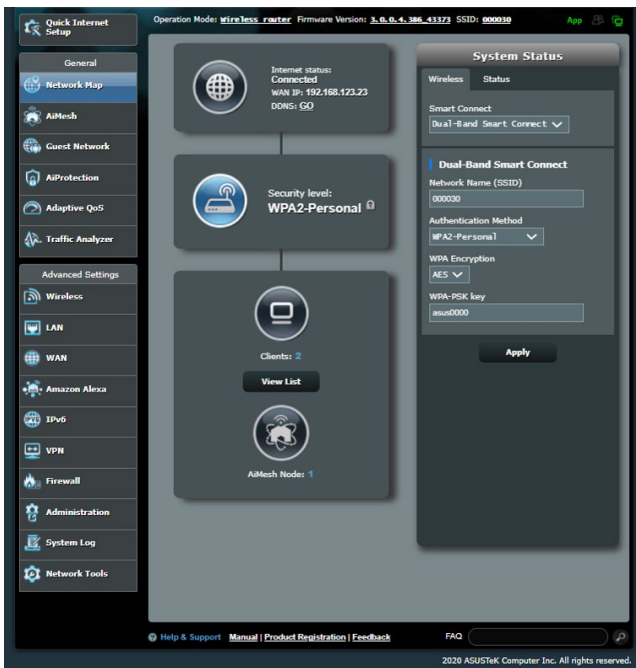 Quick Internet
Setup
Operation Mode: Wireless router Firmware Version: 3.0.0.4.386_43373 SSID: 000030
App
General
Network Map
AiMesh
Guest Network
AiProtection
Adaptive QoS
Traffic Analyzer
Advanced Settings
Wireless
LAN
WAN
Amazon Alexa
IPv6
VPN
Firewall
Administration
System Log
Network Tools
Internet status:
Connected
WAN IP: 192.168.123.23
DDNS: GO
Security level:
WPA2-Personal
Clients: 2
View List
AiMesh Node: 1
System Status
Wireless Status
Smart Connect
Dual-Band Smart Connect
Dual-Band Smart Connect
Network Name (SSID)
000030
Authentication Method
WPA2-Personal
WPA Encryption
AES
WPA-PSK key
asus0000
Apply
Help & Support Manual | Product Registration | Feedback
FAQ
2020 ASUSTeK Computer Inc. All rights reserved.